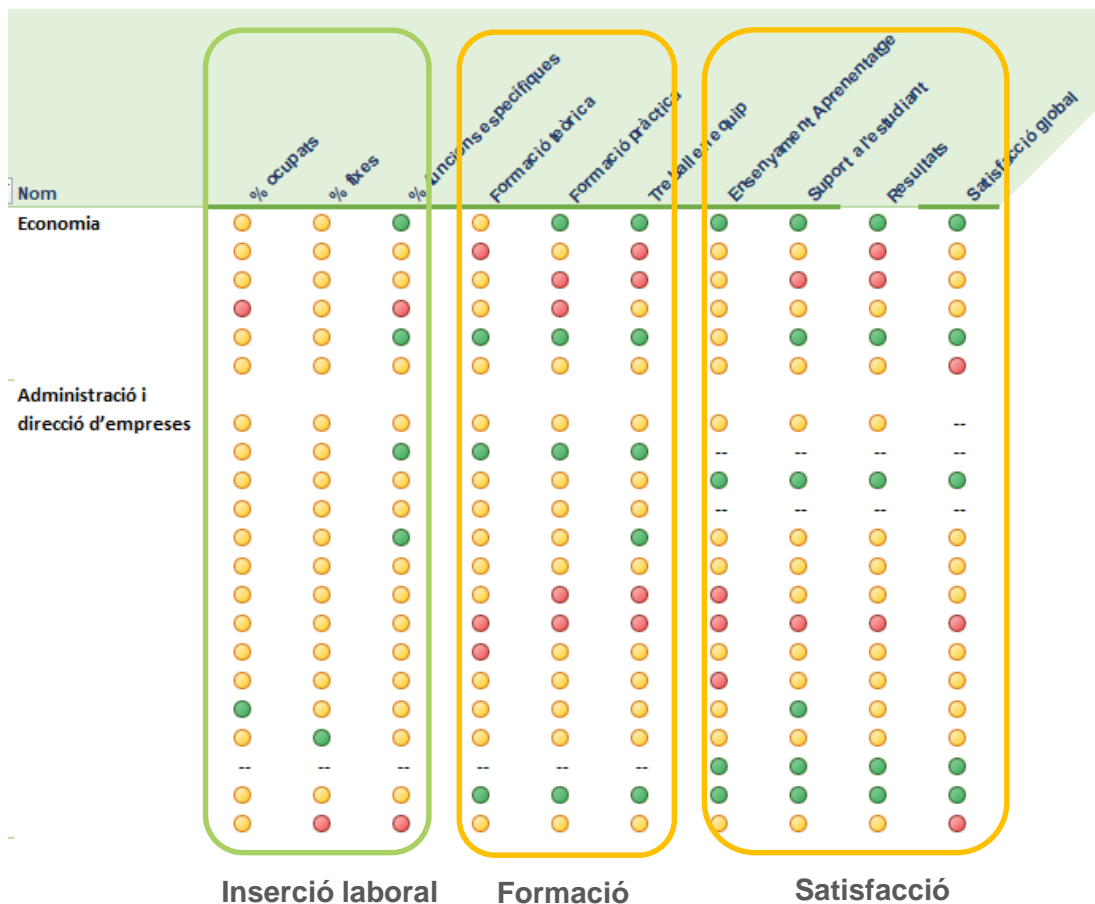 % ocupats
% fixes
% funcions específiques
Formació teòrica
Formació pràctica
Treball en equip
Ensenyament Aprenentatge
Suport a l'estudiant
Resultats
Satisfacció global
Nom
Economia
Administració i
direcció d'empreses
--
-- -- -- --
-- -- -- --
-- -- -- -- -- --
Inserció laboral Formació Satisfacció